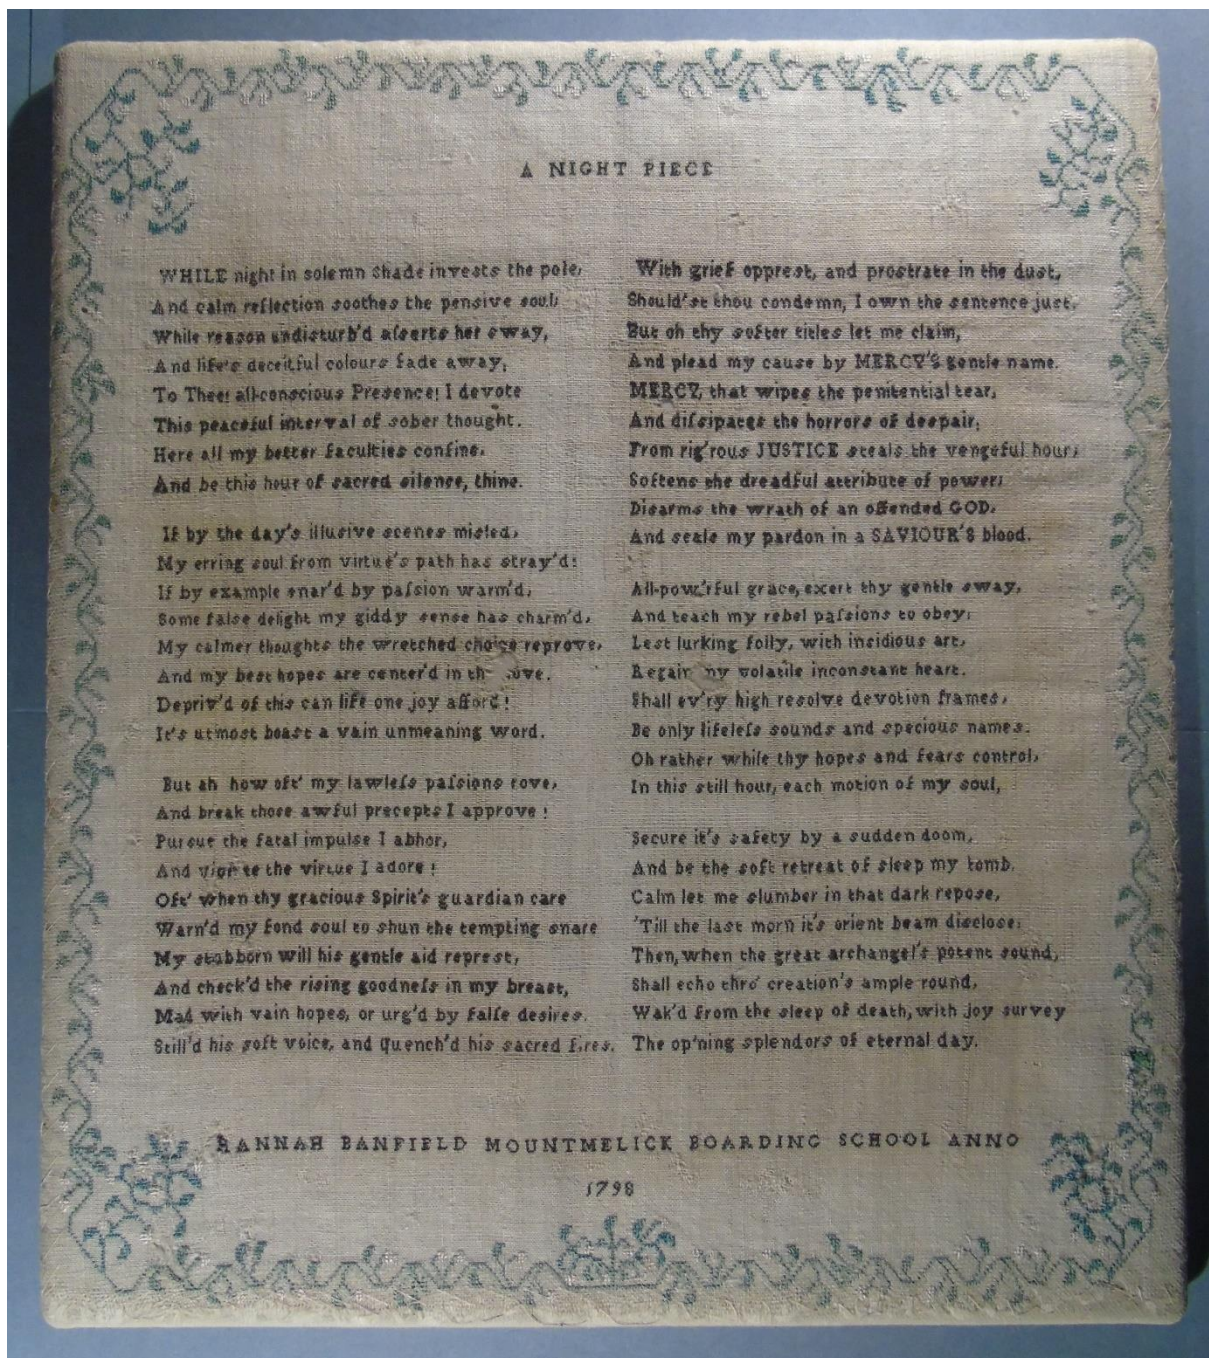 A NIGHT PIECE
WHILE night in solemn shade invests the pole,
And calm reflection soothes the pensive soul;
While reason undisturb'd aſserts her sway,
And life's deceitful colours fade away;
To Thee! all-conscious Presence! I devote
This peaceful interval of sober thought.
Here all my better faculties confine,
And be this hour of sacred silence, thine.
If by the day's illusive scenes misled,
My erring soul from virtue's path has stray'd:
If by example snar'd by paſsion warm'd,
Some false delight my giddy sense has charm'd,
My calmer thoughts the wretched choice reprove,
And my best hopes are center'd in
Depriv'd of this can life one joy afford!
It's utmost boast a vain unmeaning word.
But ah how oft' my lawleſs paſsions rove,
And break those awful precepts I approve!
Pursue the fatal impulse I abhor,
And the virtue I adore!
Oft' when thy gracious Spirit's guardian care
Warn'd my fond soul to shun the tempting snare
My stubborn will his gentle aid represt,
And check'd the rising goodneſs in my breast,
Mad with vain hopes, or urg'd by falſe desires.
Still'd his soft voice, and quench'd his sacred fires.
With grief opprest, and prostrate in the dust,
Should'st thou condemn, I own the sentence just.
But oh thy softer titles let me claim,
And plead my cause by MERCY'S gentle name.
MERCY, that wipes the penitential tear,
And diſsipates the horrors of despair;
From rig'rous JUSTICE steals the vengeful hour;
Softens the dreadful attribute of power;
Disarms the wrath of an offended GOD,
And seals my pardon in a SAVIOUR'S blood.
All-pow'rful grace, exert thy gentle sway,
And teach my rebel paſsions to obey;
Lest lurking folly, with insidious art,
Regain my volatile inconstant heart.
Shall ev'ry high resolve devotion frames,
Be only lifeleſs sounds and specious names.
Oh rather while thy hopes and fears control,
In this still hour, each motion of my soul,
Secure it's safety by a sudden doom,
And be the soft retreat of sleep my tomb.
Calm let me slumber in that dark repose,
'Till the last morn it's orient beam disclose:
Then, when the great archangel's potent sound,
Shall echo thro' creation's ample round,
Wak'd from the sleep of death, with joy survey
The op'ning splendors of eternal day.
HANNAH BANFIELD MOUNTMELICK BOARDING SCHOOL ANNO
1798